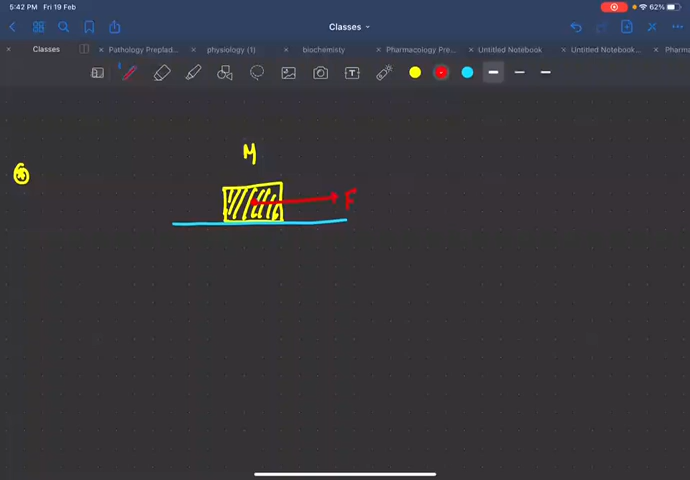 5:42 PM Fri 19 Feb 62%
Classes
Classes Pathology Preplad... physiology (1) biochemisty Pharmacology Pre... Untitled Notebook Untitled Notebook... Pharma
M
F